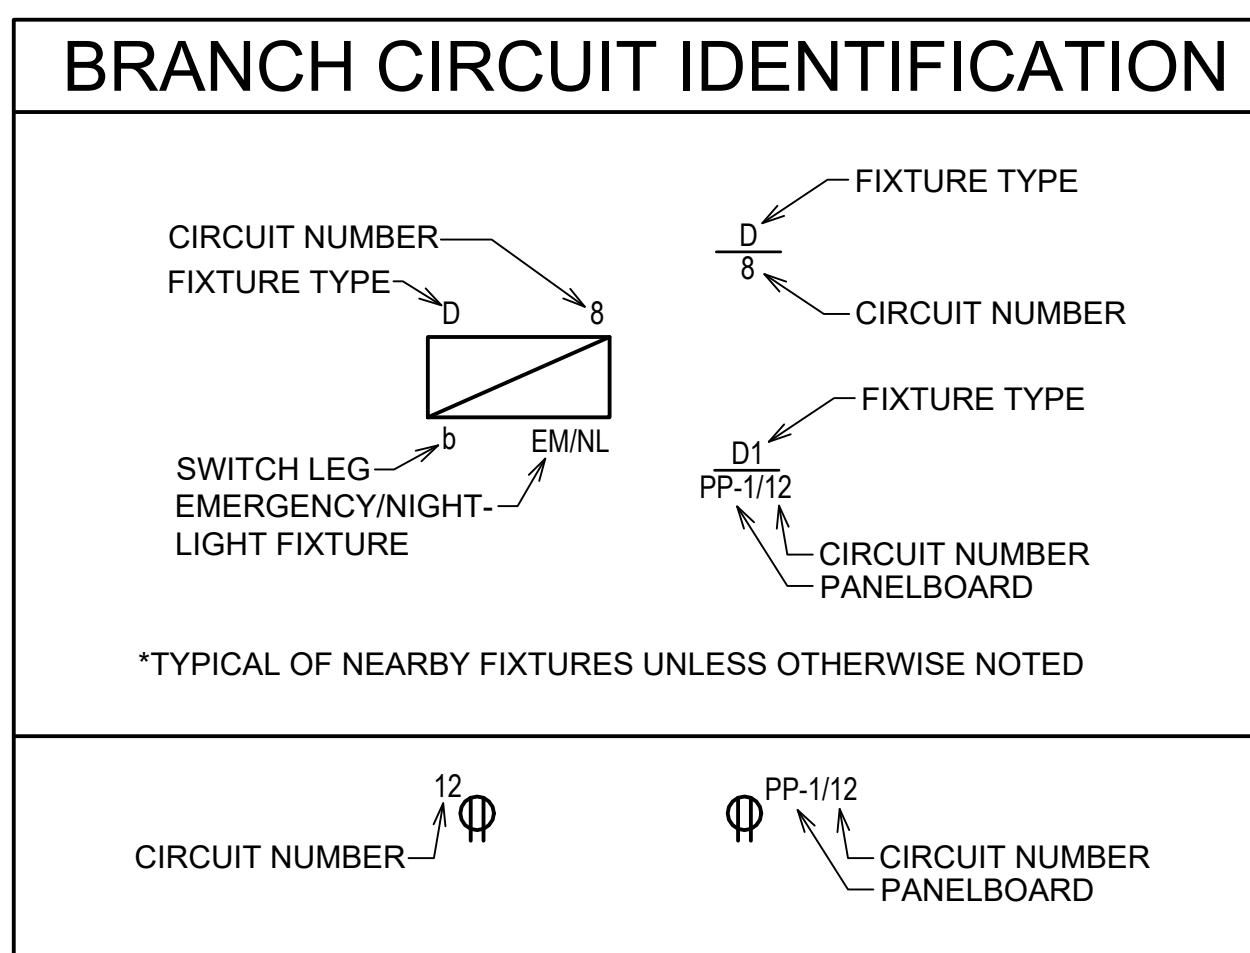 BRANCH CIRCUIT IDENTIFICATION
CIRCUIT NUMBER
FIXTURE TYPE
D 8
b EM/NL
SWITCH LEG
EMERGENCY/NIGHT-
LIGHT FIXTURE
FIXTURE TYPE
D
8
CIRCUIT NUMBER
FIXTURE TYPE
D1
PP-1/12
CIRCUIT NUMBER
PANELBOARD
*TYPICAL OF NEARBY FIXTURES UNLESS OTHERWISE NOTED
12
CIRCUIT NUMBER
PP-1/12
CIRCUIT NUMBER
PANELBOARD